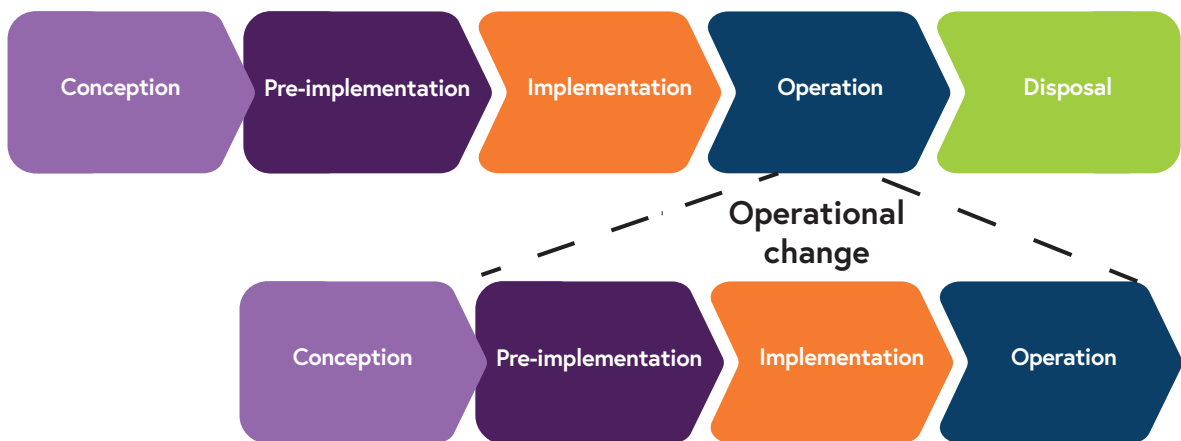 Conception
Pre-implementation
Implementation
Operation
Disposal
Operational
change
Conception
Pre-implementation
Implementation
Operation